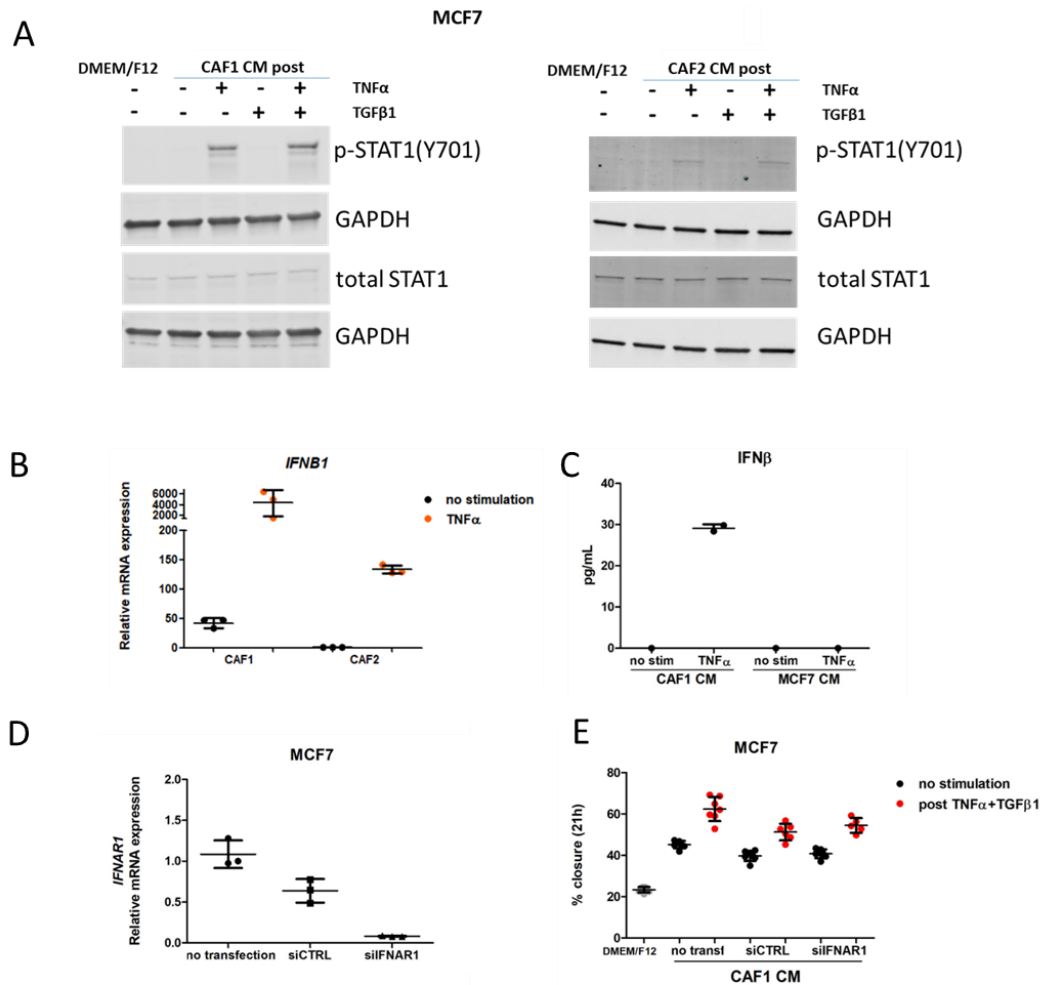 MCF7
A
DMEM/F12 CAF1 CM post
- - + - + TNFα
- - - + + TGFβ1
p-STAT1(Y701)
GAPDH
total STAT1
GAPDH
DMEM/F12 CAF2 CM post
- - + - + TNFα
- - - + + TGFβ1
p-STAT1(Y701)
GAPDH
total STAT1
GAPDH
B
IFNB1
Relative mRNA expression
6000
4000
2000
200
150
100
50
0
CAF1 CAF2
no stimulation
TNFα
C
IFNβ
pg/mL
40
30
20
10
0
no stim TNFα no stim TNFα
CAF1 CM MCF7 CM
D
MCF7
IFNAR1
Relative mRNA expression
2.0
1.5
1.0
0.5
0.0
no transfection siCTRL siIFNAR1
E
MCF7
% closure (21h)
80
60
40
20
0
DMEM/F12 no transf siCTRL siIFNAR1
CAF1 CM
no stimulation
post TNFα+TGFβ1